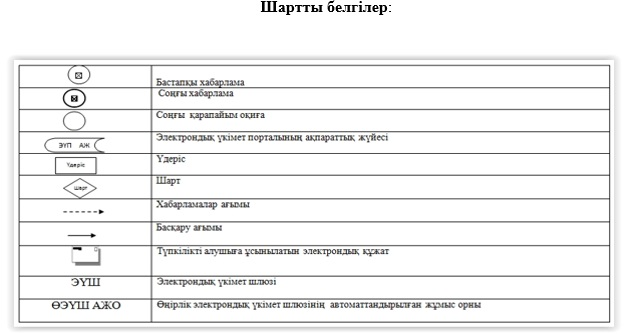 Шартты белгілер:
Бастапқы хабарлама
Соңғы хабарлама
Соңғы қарапайым оқиға
ЭҮП АЖ Электрондық үкімет порталының ақпараттық жүйесі
Үдеріс Үдеріс
Шарт Шарт
Хабарламалар ағымы
Басқару ағымы
Түпкілікті алушыға ұсынылатын электрондық құжат
ЭҮШ Электрондық үкімет шлюзі
ӨЭҮШ АЖО Өңірлік электрондық үкімет шлюзінің автоматтандырылған жұмыс орны